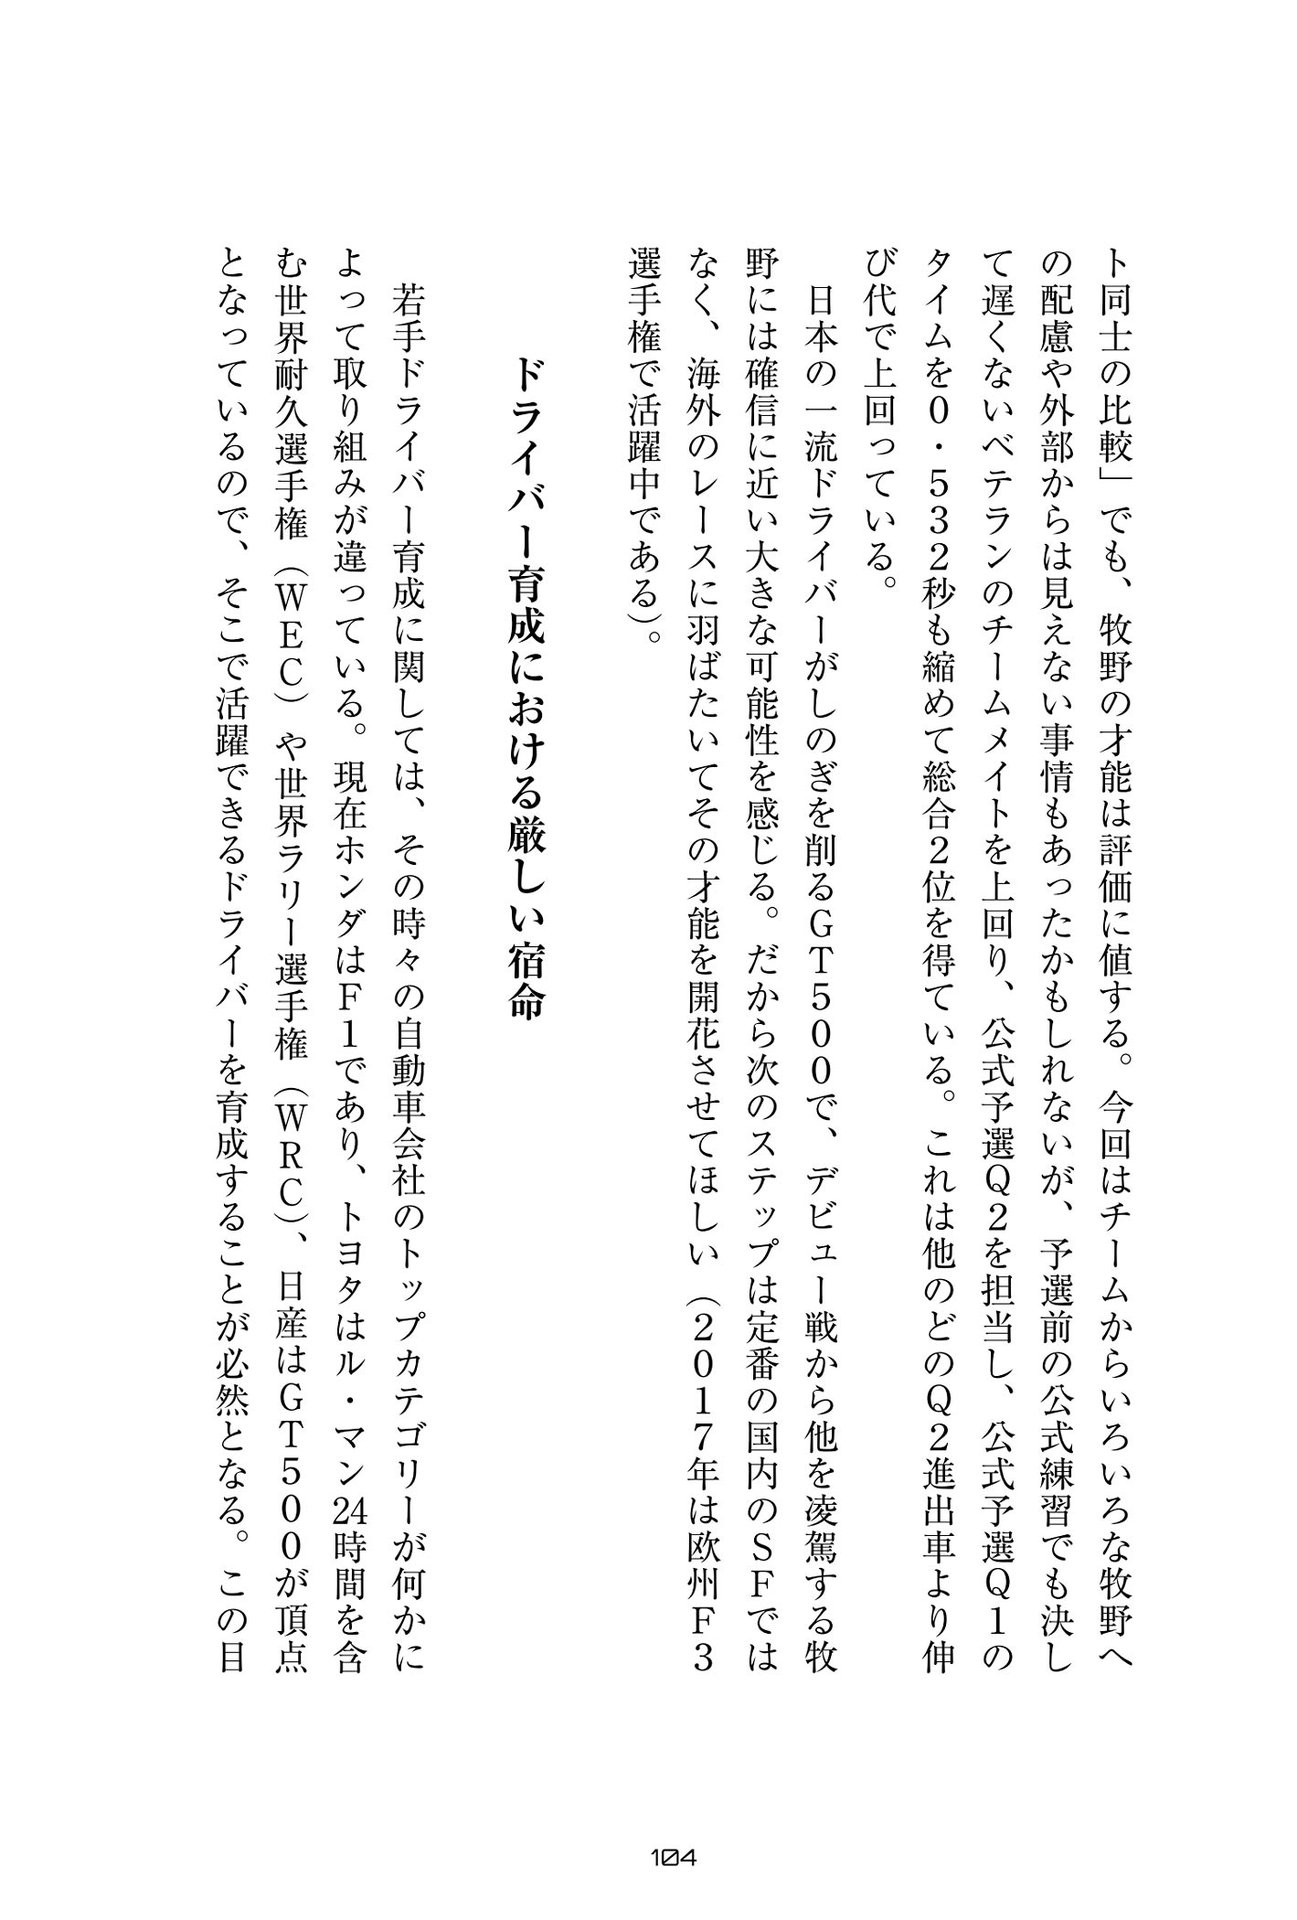 ト同士の比較」でも、牧野の才能は評価に値する。今回はチームからいろいろな牧野へ
の配慮や外部からは見えない事情もあったかもしれないが、予選前の公式練習でも決し
て遅くないベテランのチームメイトを上回り、公式予選Ｑ２を担当し、公式予選Ｑ１の
タイムを０・５３２秒も縮めて総合２位を得ている。これは他のどのＱ２進出車より伸
び代で上回っている。
　日本の一流ドライバーがしのぎを削るＧＴ５００で、デビュー戦から他を凌駕する牧
野には確信に近い大きな可能性を感じる。だから次のステップは定番の国内のＳＦでは
なく、海外のレースに羽ばたいてその才能を開花させてほしい（２０１７年は欧州Ｆ３
選手権で活躍中である）。
ドライバー育成における厳しい宿命
　若手ドライバー育成に関しては、その時々の自動車会社のトップカテゴリーが何かに
よって取り組みが違っている。現在ホンダはＦ１であり、トヨタはル・マン24時間を含
む世界耐久選手権（ＷＥＣ）や世界ラリー選手権（ＷＲＣ）、日産はＧＴ５００が頂点
となっているので、そこで活躍できるドライバーを育成することが必然となる。この目
104